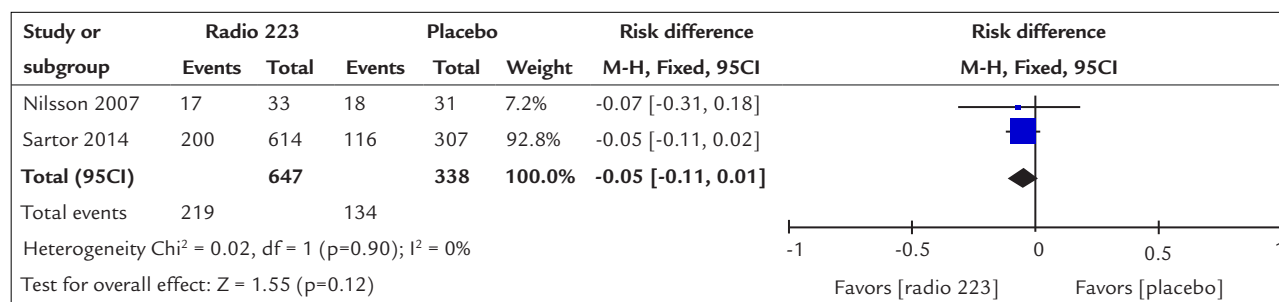 Study or Radio 223 Placebo Risk difference Risk difference
subgroup Events Total Events Total Weight M-H, Fixed, 95CI M-H, Fixed, 95CI
Nilsson 2007 17 33 18 31 7.2% -0.07 [-0.31, 0.18]
Sartor 2014 200 614 116 307 92.8% -0.05 [-0.11, 0.02]
Total (95CI) 647 338 100.0% -0.05 [-0.11, 0.01]
Total events 219 134
Heterogeneity Chi² = 0.02, df = 1 (p=0.90); I² = 0%
Test for overall effect: Z = 1.55 (p=0.12)
-1 -0.5 0 0.5 1
Favors [radio 223] Favors [placebo]